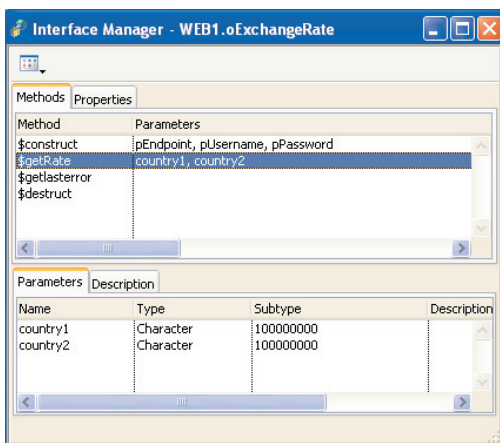 Interface Manager - WEB1.oExchangeRate
Methods Properties
Method Parameters
$construct pEndpoint, pUsername, pPassword
$getRate country1, country2
$getlasterror
$destruct
Parameters Description
Name Type Subtype Description
country1 Character 100000000
country2 Character 100000000